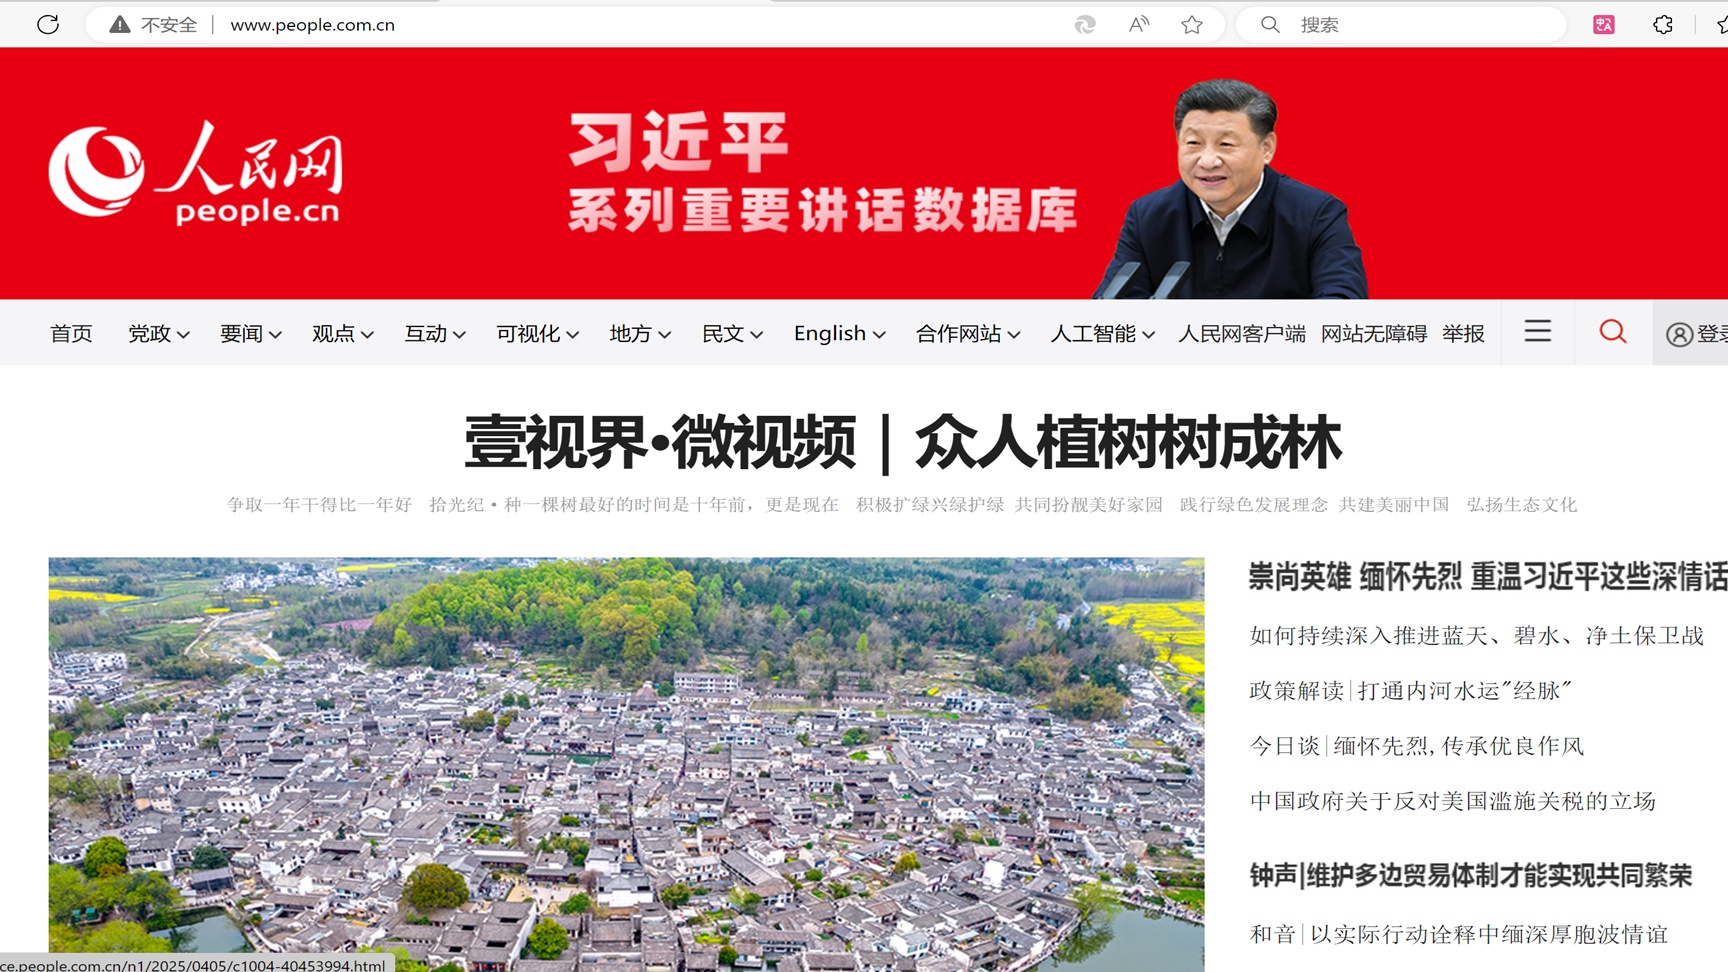 不安全 www.people.com.cn 搜索
人民网
people.cn
习近平
系列重要讲话数据库
首页 党政 要闻 观点 互动 可视化 地方 民文 English 合作网站 人工智能 人民网客户端 网站无障碍 举报 登录
壹视界•微视频｜众人植树树成林
争取一年干得比一年好 拾光纪•种一棵树最好的时间是十年前，更是现在 积极扩绿兴绿护绿 共同扮靓美好家园 践行绿色发展理念 共建美丽中国 弘扬生态文化
崇尚英雄 缅怀先烈 重温习近平这些深情话
如何持续深入推进蓝天、碧水、净土保卫战
政策解读|打通内河水运"经脉"
今日谈|缅怀先烈,传承优良作风
中国政府关于反对美国滥施关税的立场
钟声|维护多边贸易体制才能实现共同繁荣
和音|以实际行动诠释中缅深厚胞波情谊
ce.people.com.cn/n1/2025/0405/c1004-40453994.html